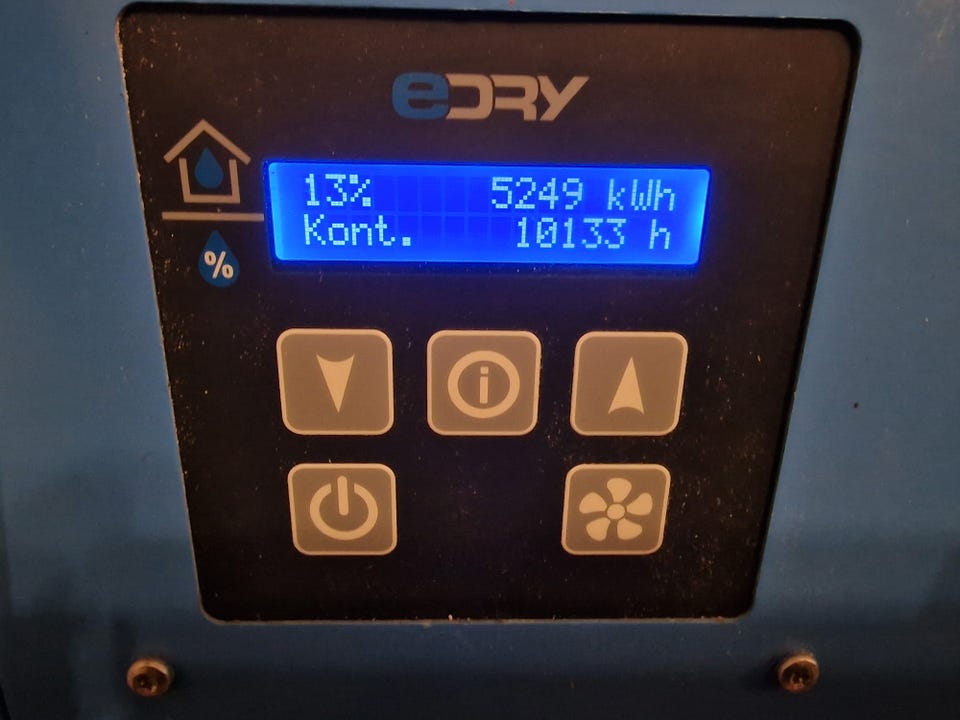 eDRY
13% 5249 kWh
Kont. 10133 h
%
i